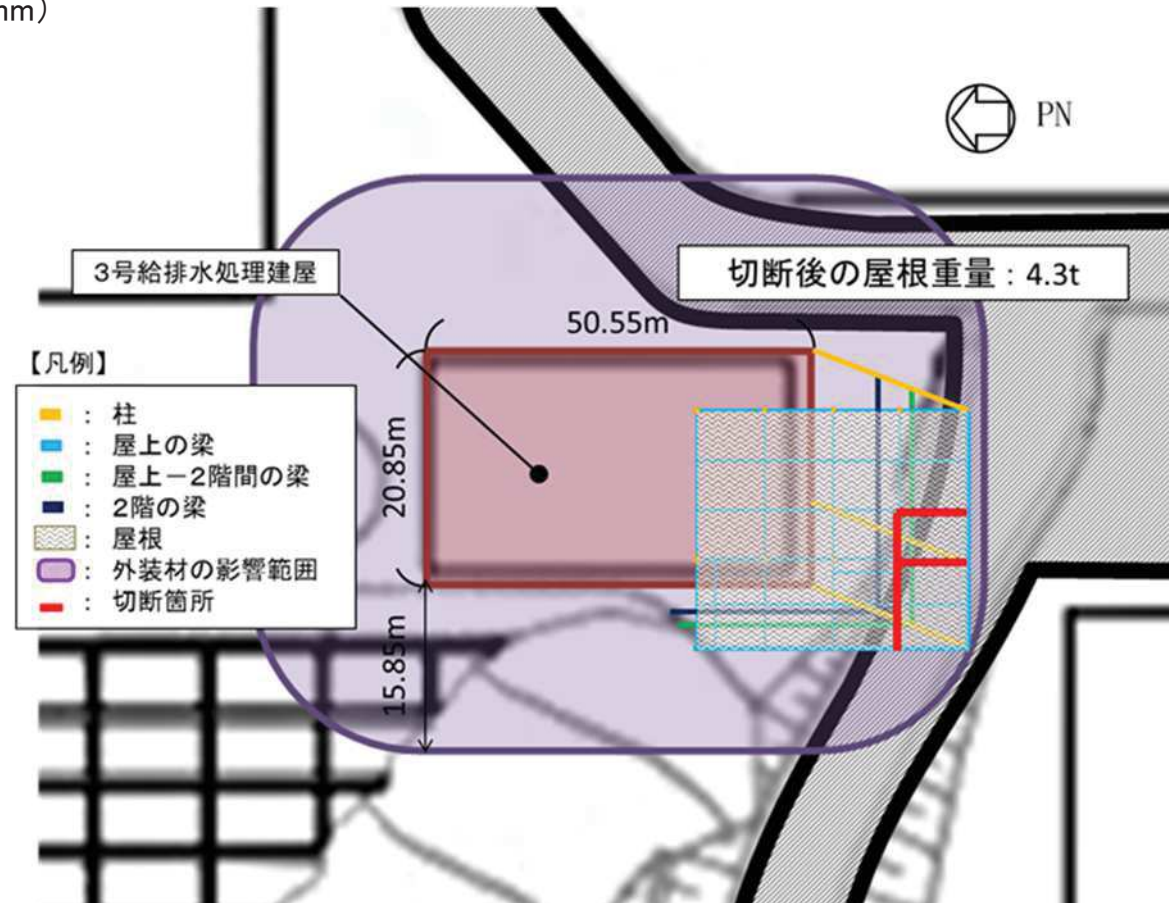 mm）
PN
3号給排水処理建屋
切断後の屋根重量：4.3t
50.55m
20.85m
15.85m
【凡例】
：柱
：屋上の梁
：屋上－2階間の梁
：2階の梁
：屋根
：外装材の影響範囲
：切断箇所